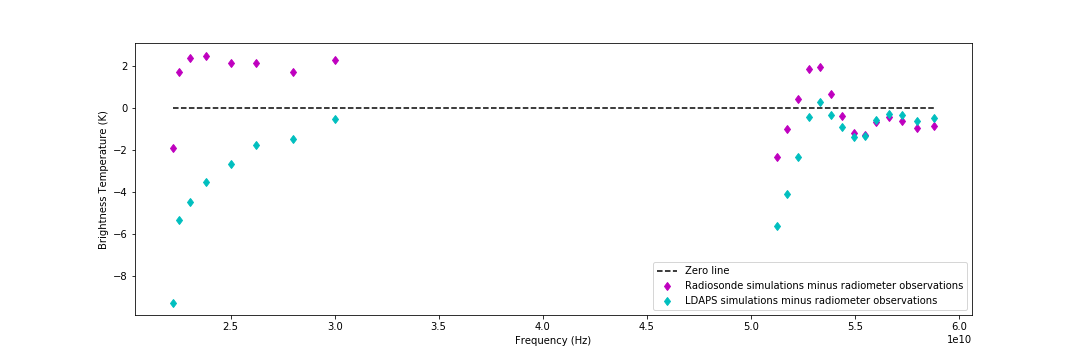 2
0
−2
−4
−6
−8
Brightness Temperature (K)
Zero line
Radiosonde simulations minus radiometer observations
LDAPS simulations minus radiometer observations
2.5 3.0 3.5 4.0 4.5 5.0 5.5 6.0
1e10
Frequency (Hz)